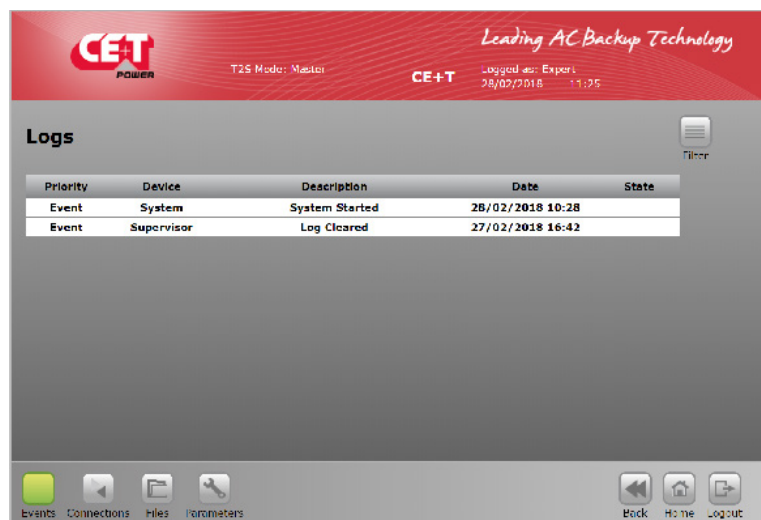 CE+T
POWER
Leading AC Backup Technology
T2S Mode: Master
CE+T
Logged as: Expert
28/02/2018 11:25
Logs
Filter
Priority Device Description Date State
Event System System Started 28/02/2018 10:28
Event Supervisor Log Cleared 27/02/2018 16:42
Events Connections Files Parameters Back Home Logout